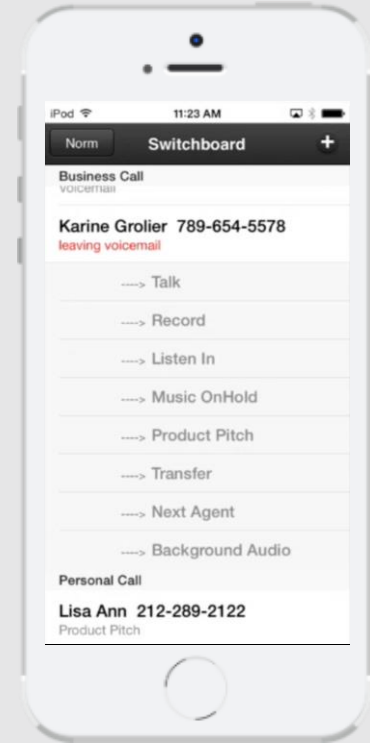 iPod 11:23 AM
Norm Switchboard +
Business Call
voicemail
Karine Grolier 789-654-5578
leaving voicemail
----> Talk
----> Record
----> Listen In
----> Music OnHold
----> Product Pitch
----> Transfer
----> Next Agent
----> Background Audio
Personal Call
Lisa Ann 212-289-2122
Product Pitch